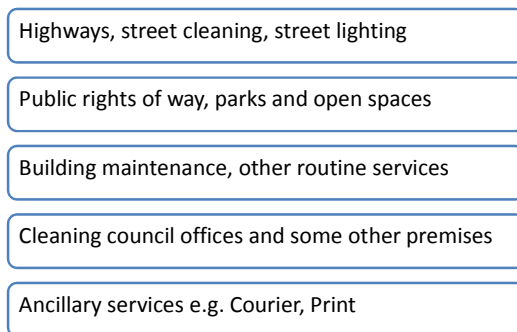 Highways, street cleaning, street lighting
Public rights of way, parks and open spaces
Building maintenance, other routine services
Cleaning council offices and some other premises
Ancillary services e.g. Courier, Print